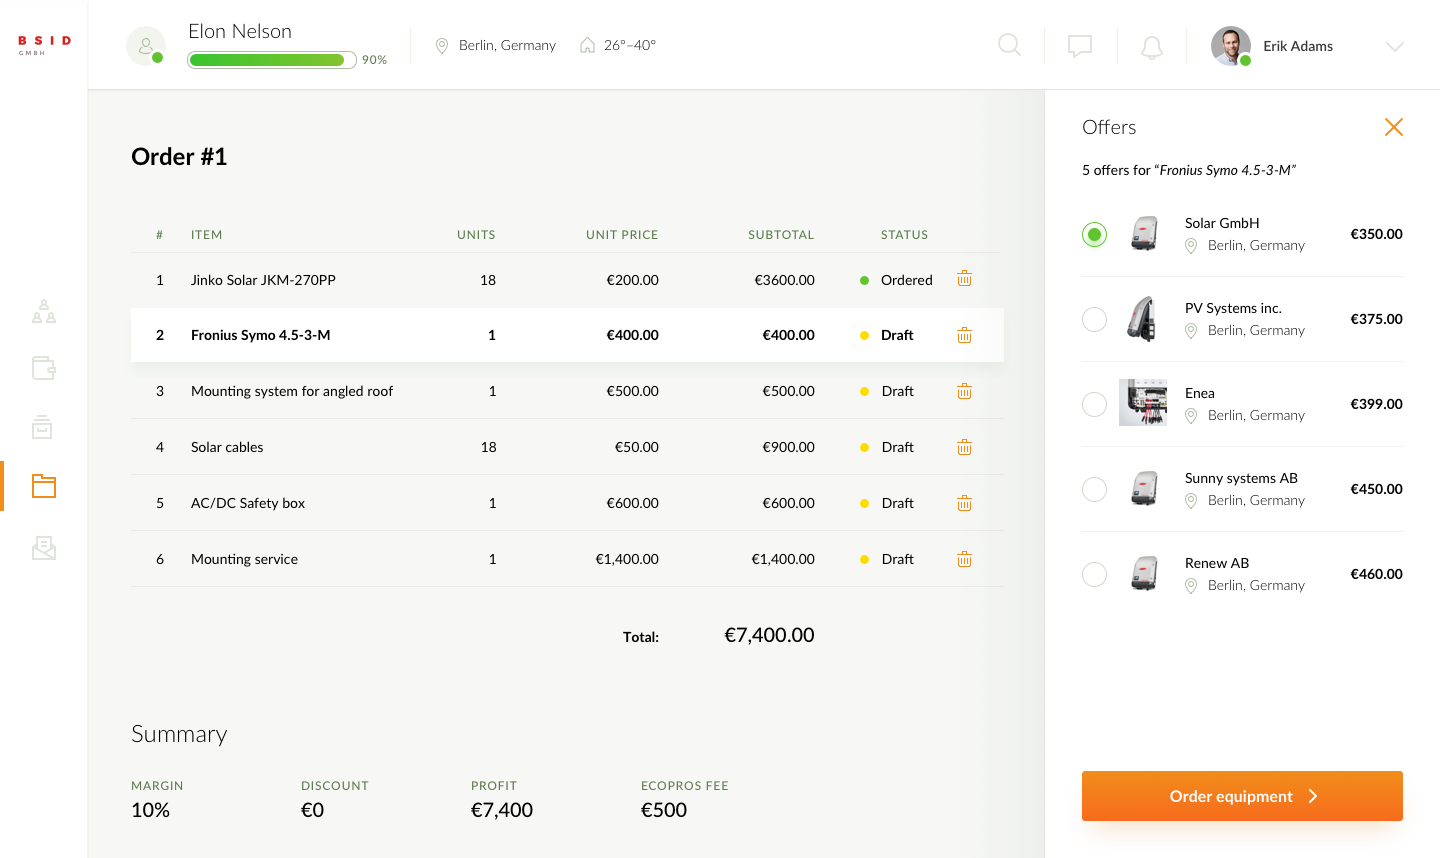 BSID
GMBH
Elon Nelson
90%
Berlin, Germany
26°–40°
Erik Adams
Order #1
# ITEM UNITS UNIT PRICE SUBTOTAL STATUS
1 Jinko Solar JKM-270PP 18 €200.00 €3600.00 Ordered
2 Fronius Symo 4.5-3-M 1 €400.00 €400.00 Draft
3 Mounting system for angled roof 1 €500.00 €500.00 Draft
4 Solar cables 18 €50.00 €900.00 Draft
5 AC/DC Safety box 1 €600.00 €600.00 Draft
6 Mounting service 1 €1,400.00 €1,400.00 Draft
Total: €7,400.00
Summary
MARGIN DISCOUNT PROFIT ECOPROS FEE
10% €0 €7,400 €500
Offers
5 offers for “Fronius Symo 4.5-3-M”
Solar GmbH
Berlin, Germany
€350.00
PV Systems inc.
Berlin, Germany
€375.00
Enea
Berlin, Germany
€399.00
Sunny systems AB
Berlin, Germany
€450.00
Renew AB
Berlin, Germany
€460.00
Order equipment